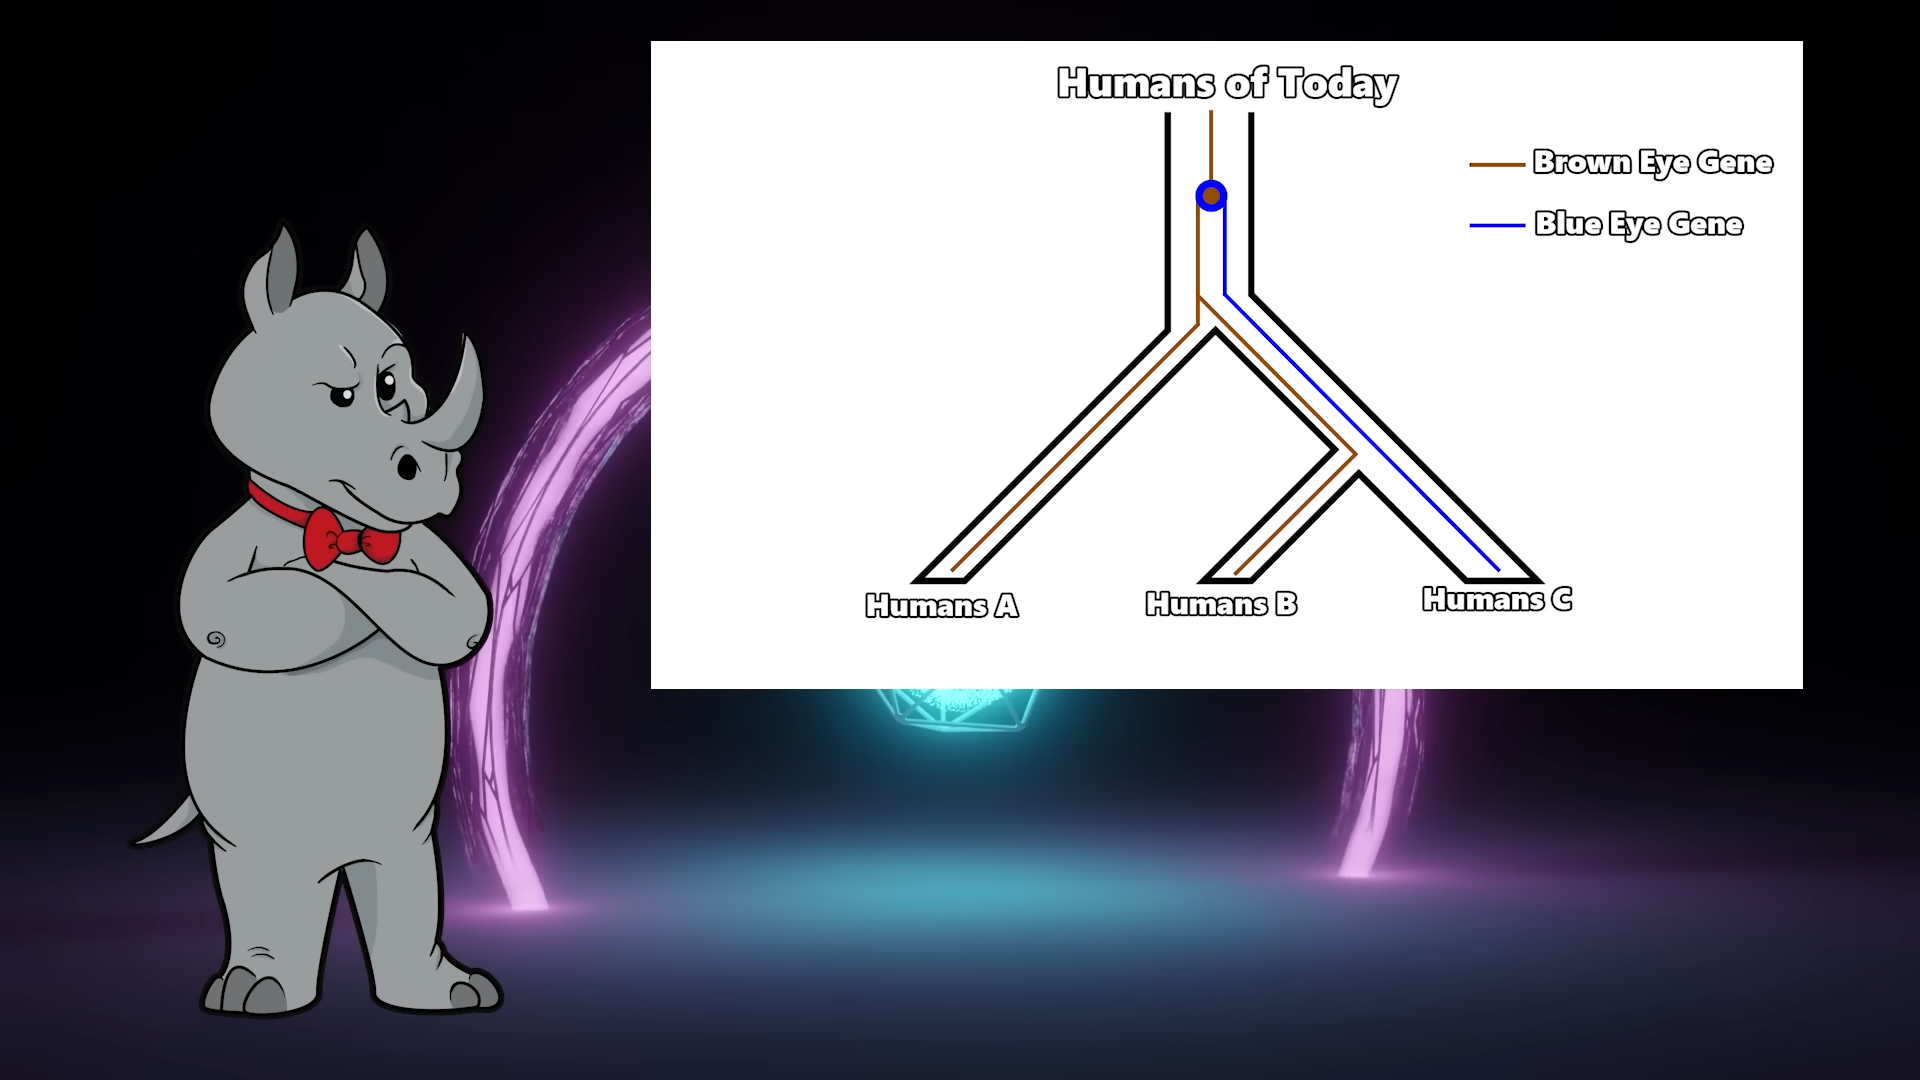 Humans of Today
Brown Eye Gene
Blue Eye Gene
Humans A
Humans B
Humans C